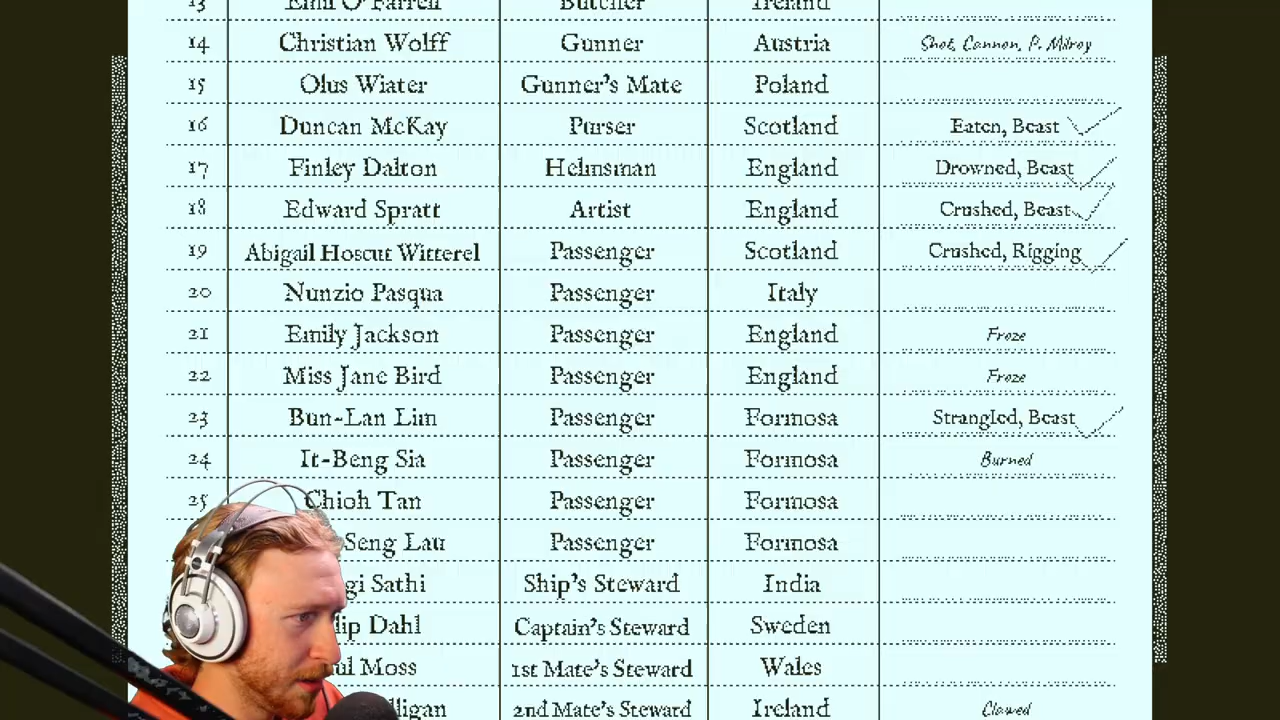 13 Emil O'Farrell Butcher Ireland
14 Christian Wolff Gunner Austria Shot, Cannon, P. Milroy
15 Olus Wiater Gunner's Mate Poland
16 Duncan McKay Purser Scotland Eaten, Beast
17 Finley Dalton Helmsman England Drowned, Beast
18 Edward Spratt Artist England Crushed, Beast
19 Abigail Hoscut Witterel Passenger Scotland Crushed, Rigging
20 Nunzio Pasqua Passenger Italy
21 Emily Jackson Passenger England Froze
22 Miss Jane Bird Passenger England Froze
23 Bun-Lan Lim Passenger Formosa Strangled, Beast
24 It-Beng Sia Passenger Formosa Burned
25 Chioh Tan Passenger Formosa
Seng Lau Passenger Formosa
Sathi Ship's Steward India
Dahl Captain's Steward Sweden
Moss 1st Mate's Steward Wales
2nd Mate's Steward Ireland Clawed